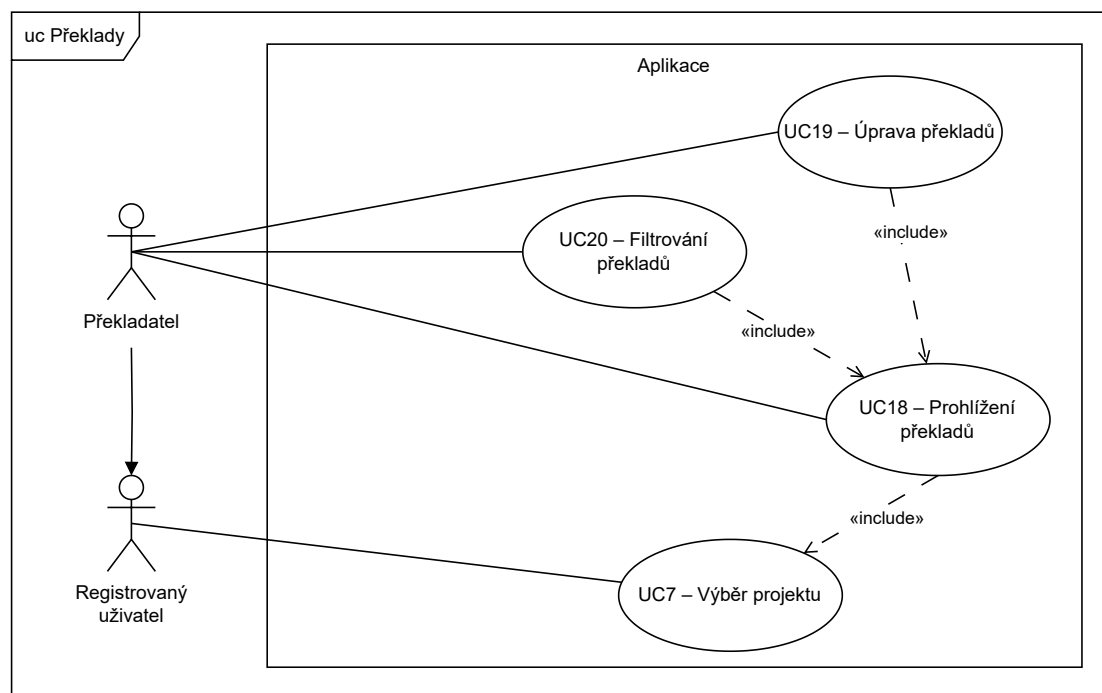 uc Překlady
Aplikace
UC19 – Úprava překladů
UC20 – Filtrování
překladů
«include»
«include»
Překladatel
UC18 – Prohlížení
překladů
«include»
Registrovaný
uživatel
UC7 – Výběr projektu